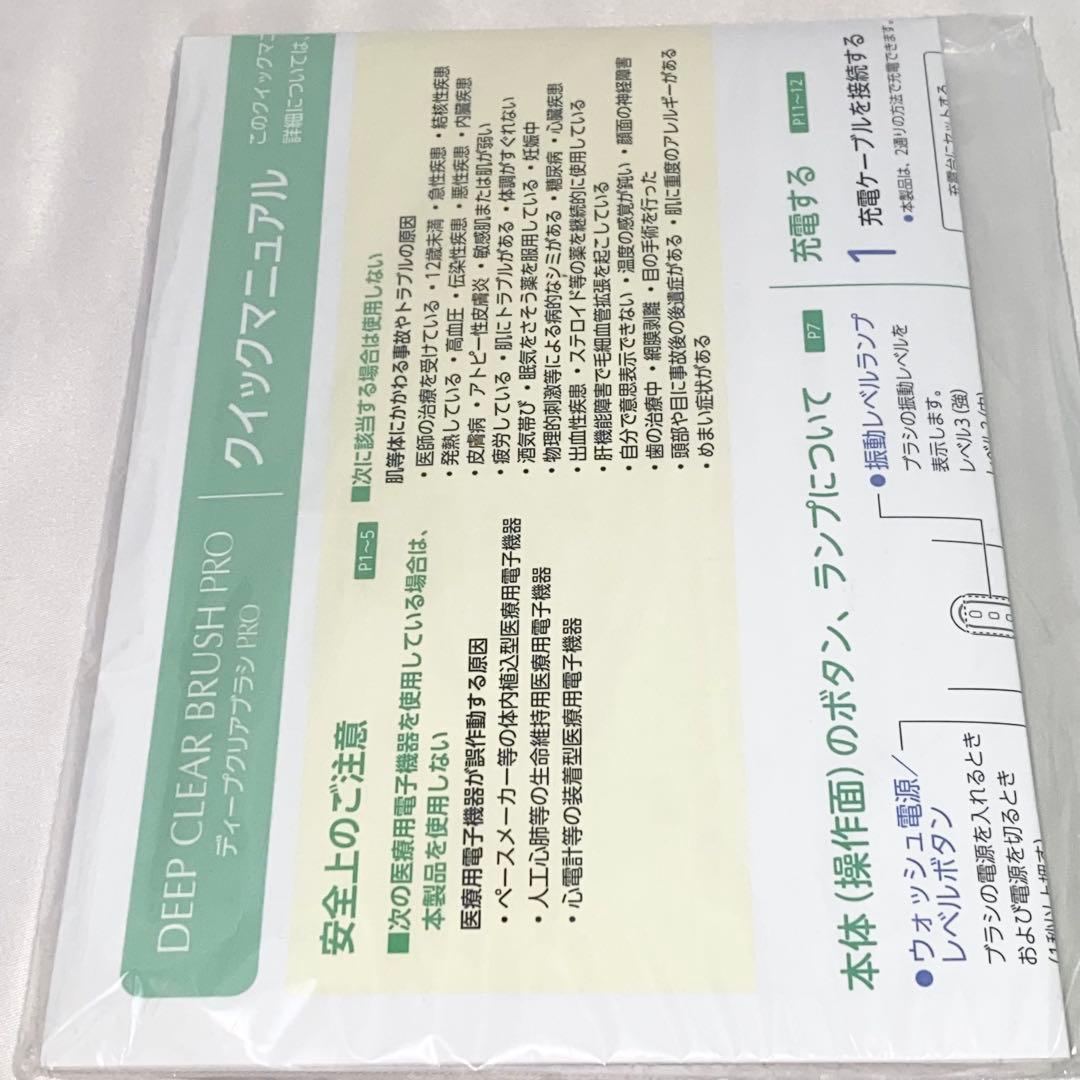 DEEP CLEAR BRUSH PRO
ディープクリアブラシ PRO
クイックマニュアル
このクイックマニ
詳細については、
安全上のご注意 P1～5
■次の医療用電子機器を使用している場合は、
本製品を使用しない
医療用電子機器が誤作動する原因
・ペースメーカー等の体内植込型医療用電子機器
・人工心肺等の生命維持用医療用電子機器
・心電計等の装着型医療用電子機器
■次に該当する場合は使用しない
肌等体にかかわる事故やトラブルの原因
・医師の治療を受けている ・12歳未満 ・急性疾患 ・結核性疾患
・発熱している ・高血圧 ・伝染性疾患 ・悪性疾患 ・内臓疾患
・皮膚病 ・アトピー性皮膚炎 ・敏感肌または肌が弱い
・疲労している ・肌にトラブルがある ・体調がすぐれない
・酒気帯び ・眠気をさそう薬を服用している ・妊娠中
・物理的刺激等による病的なシミがある ・糖尿病 ・心臓疾患
・出血性疾患 ・ステロイド等の薬を継続的に使用している
・肝機能障害で毛細血管拡張を起こしている
・自分で意思表示できない ・温度の感覚が鈍い ・顔面の神経障害
・歯の治療中 ・網膜剥離 ・目の手術を行った
・頭部や目に事故後の後遺症がある ・肌に重度のアレルギーがある
・めまい症状がある
本体（操作面）のボタン、ランプについて P7
●ウォッシュ電源／
レベルボタン
ブラシの電源を入れるとき
および電源を切るとき
●振動レベルランプ
ブラシの振動レベルを
表示します。
レベル3（強）
充電する P11～12
1 充電ケーブルを接続する
●本製品は、2通りの方法で充電できます。
充電台にセットする